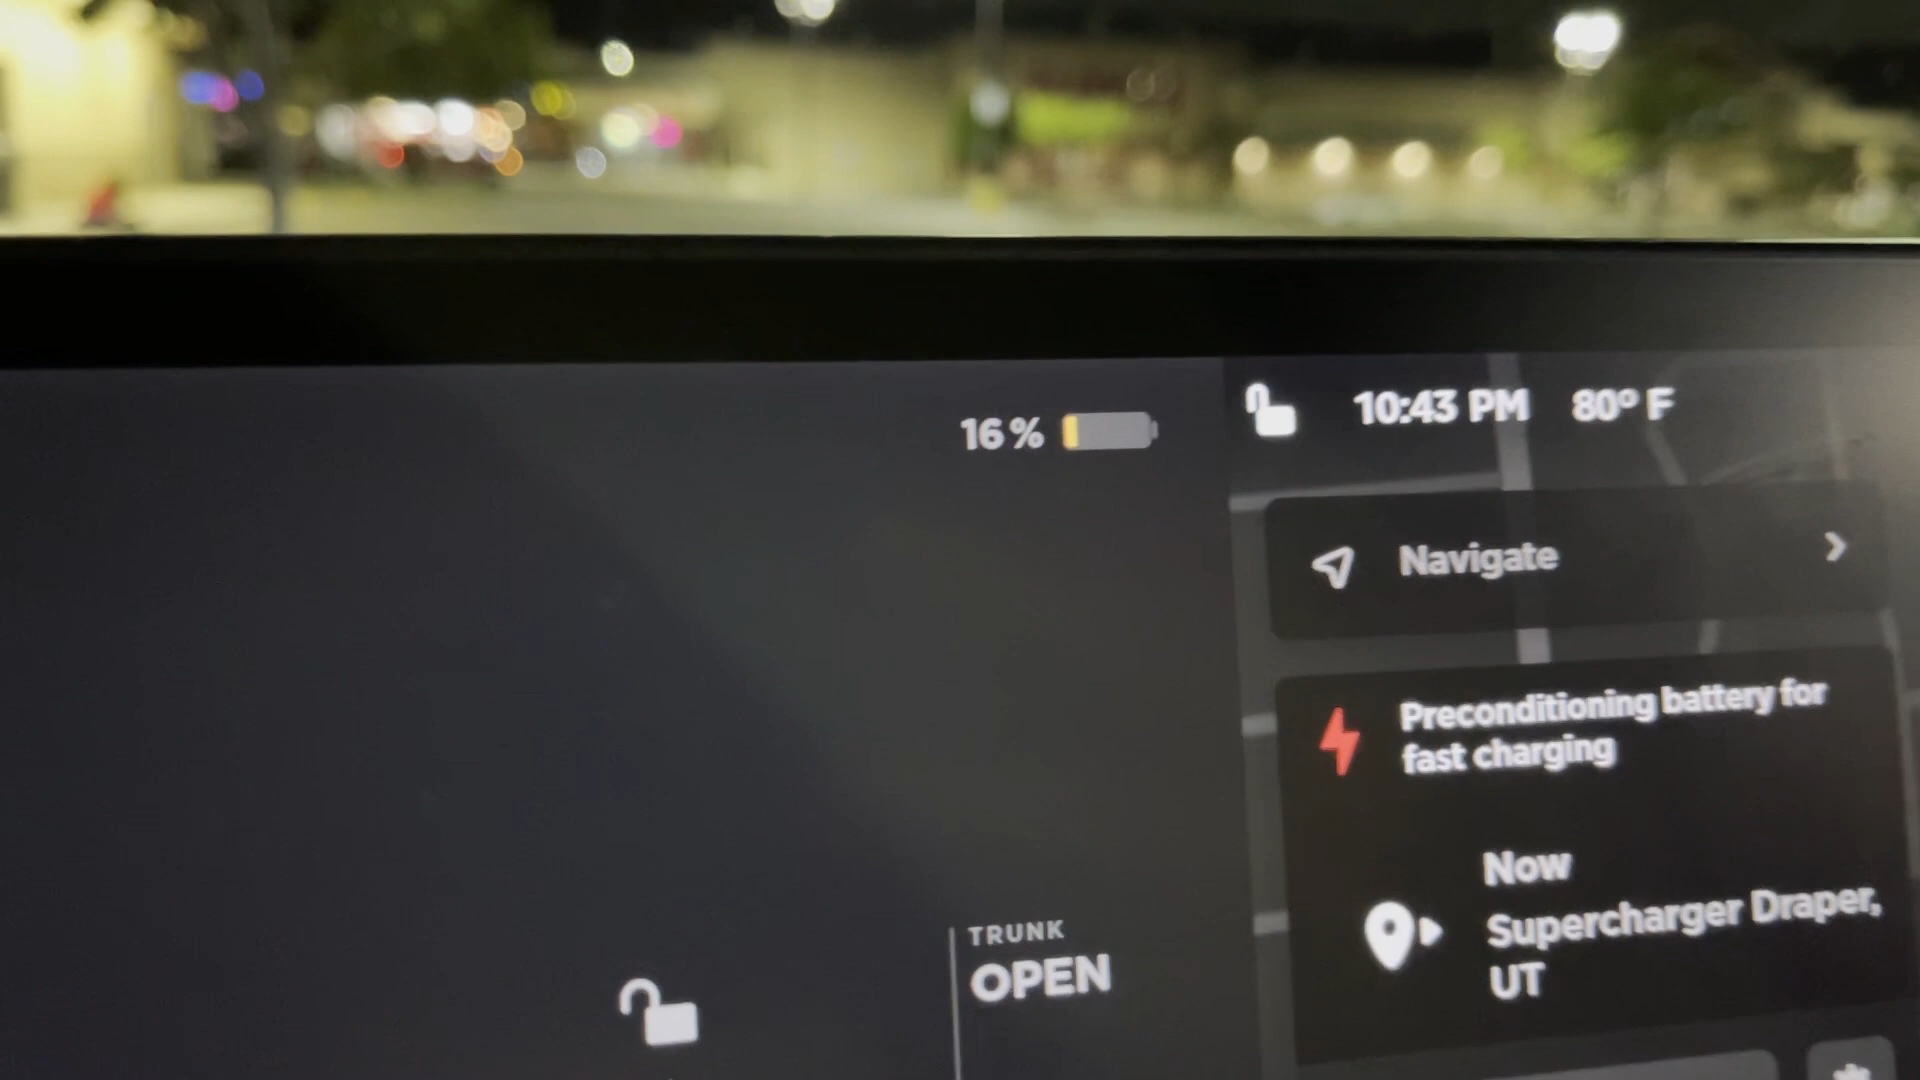 16 %
10:43 PM
80° F
Navigate
Preconditioning battery for
fast charging
Now
Supercharger Draper,
UT
TRUNK
OPEN